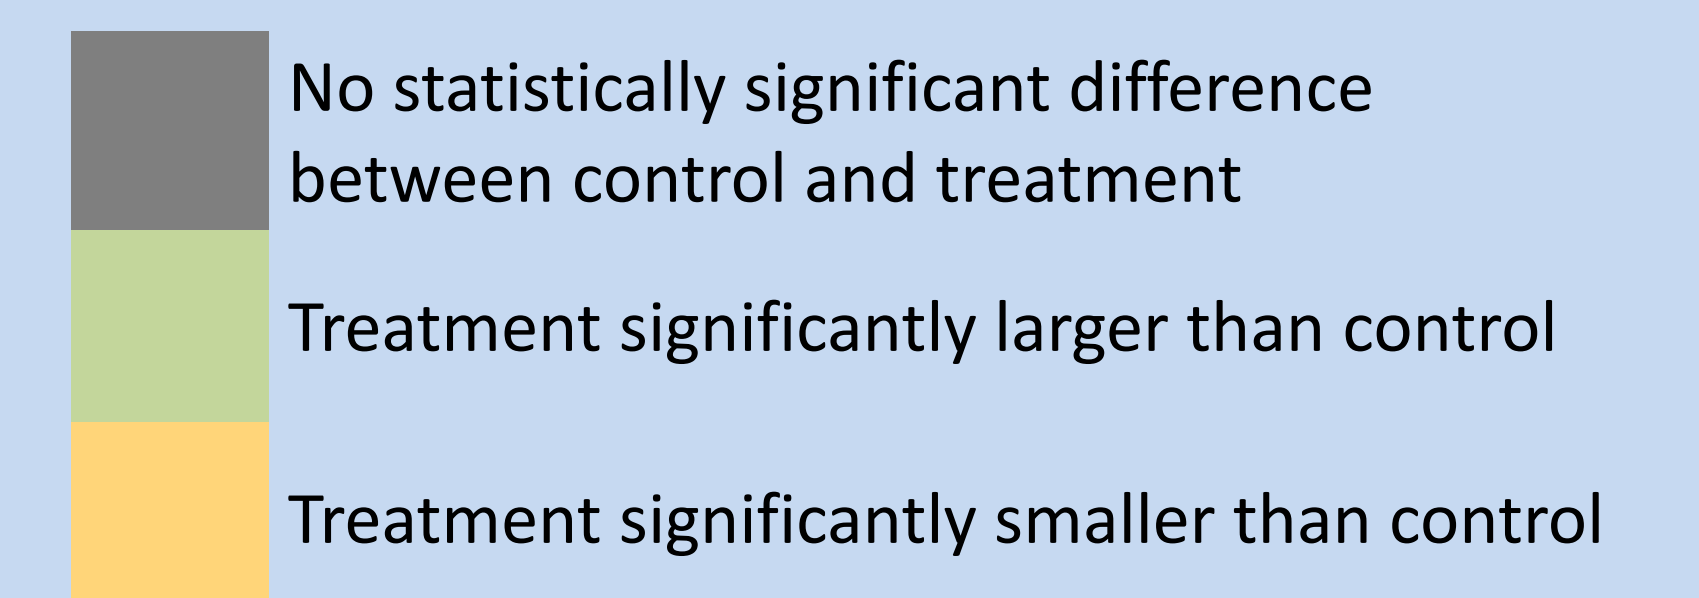 No statistically significant difference
between control and treatment
Treatment significantly larger than control
Treatment significantly smaller than control